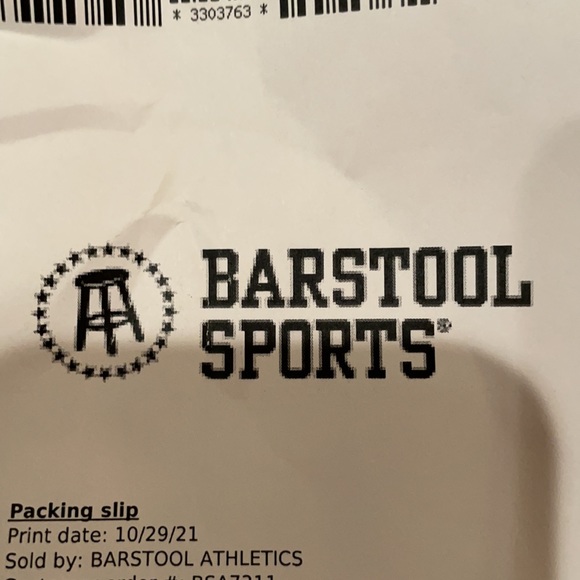 * 3303763 *
BARSTOOL
SPORTS®
Packing slip
Print date: 10/29/21
Sold by: BARSTOOL ATHLETICS